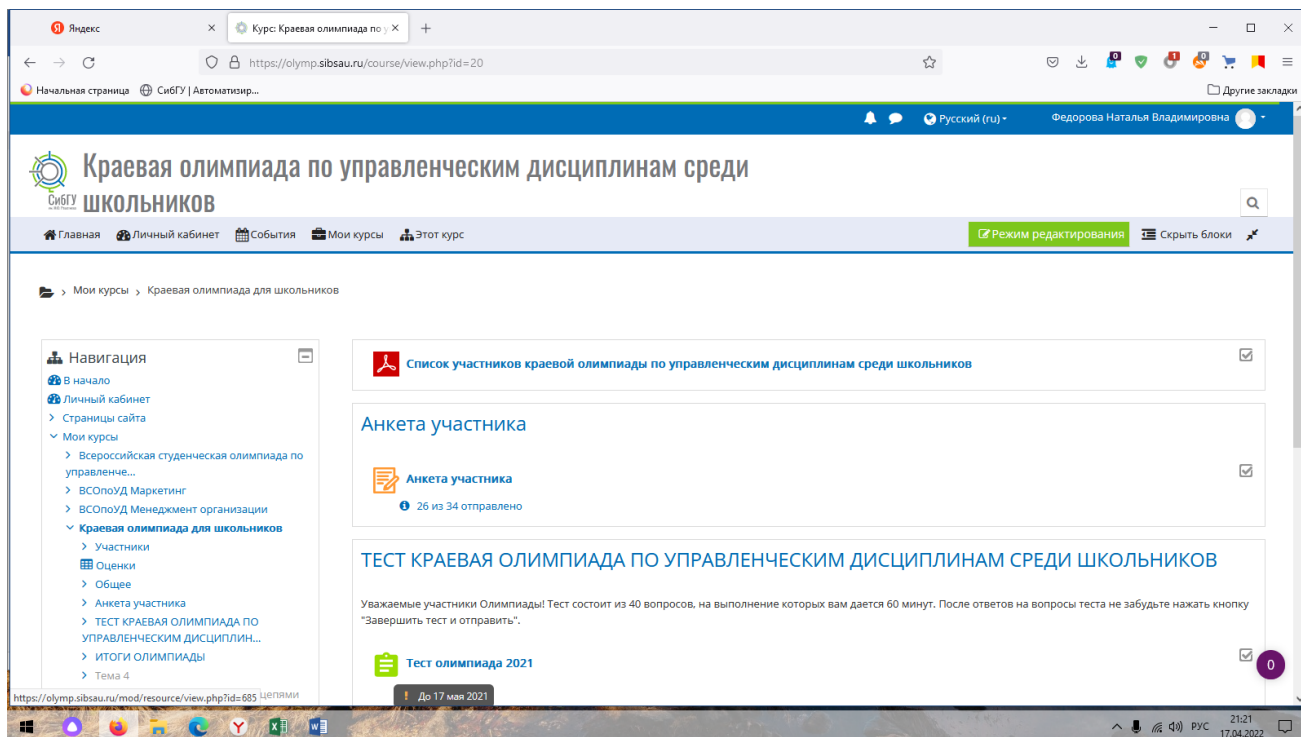 Яндекс
Курс: Краевая олимпиада по у
https://olymp.sibsau.ru/course/view.php?id=20
0
1
0
Начальная страница СибГУ | Автоматизир...
Другие закладки
Русский (ru)
Федорова Наталья Владимировна
Краевая олимпиада по управленческим дисциплинам среди
школьников
СибГУ
Главная Личный кабинет События Мои курсы Этот курс
Режим редактирования Скрыть блоки
Мои курсы › Краевая олимпиада для школьников
Навигация
В начало
Личный кабинет
Страницы сайта
Мои курсы
Всероссийская студенческая олимпиада по
управленче...
ВСОпоУД Маркетинг
ВСОпоУД Менеджмент организации
Краевая олимпиада для школьников
Участники
Оценки
Общее
Анкета участника
ТЕСТ КРАЕВАЯ ОЛИМПИАДА ПО
УПРАВЛЕНЧЕСКИМ ДИСЦИПЛИН...
ИТОГИ ОЛИМПИАДЫ
Тема 4
цепями
Список участников краевой олимпиады по управленческим дисциплинам среди школьников
Анкета участника
Анкета участника
26 из 34 отправлено
ТЕСТ КРАЕВАЯ ОЛИМПИАДА ПО УПРАВЛЕНЧЕСКИМ ДИСЦИПЛИНАМ СРЕДИ ШКОЛЬНИКОВ
Уважаемые участники Олимпиады! Тест состоит из 40 вопросов, на выполнение которых вам дается 60 минут. После ответов на вопросы теста не забудьте нажать кнопку
"Завершить тест и отправить".
Тест олимпиада 2021
До 17 мая 2021
0
https://olymp.sibsau.ru/mod/resource/view.php?id=685
РУС
21:21
17.04.2022